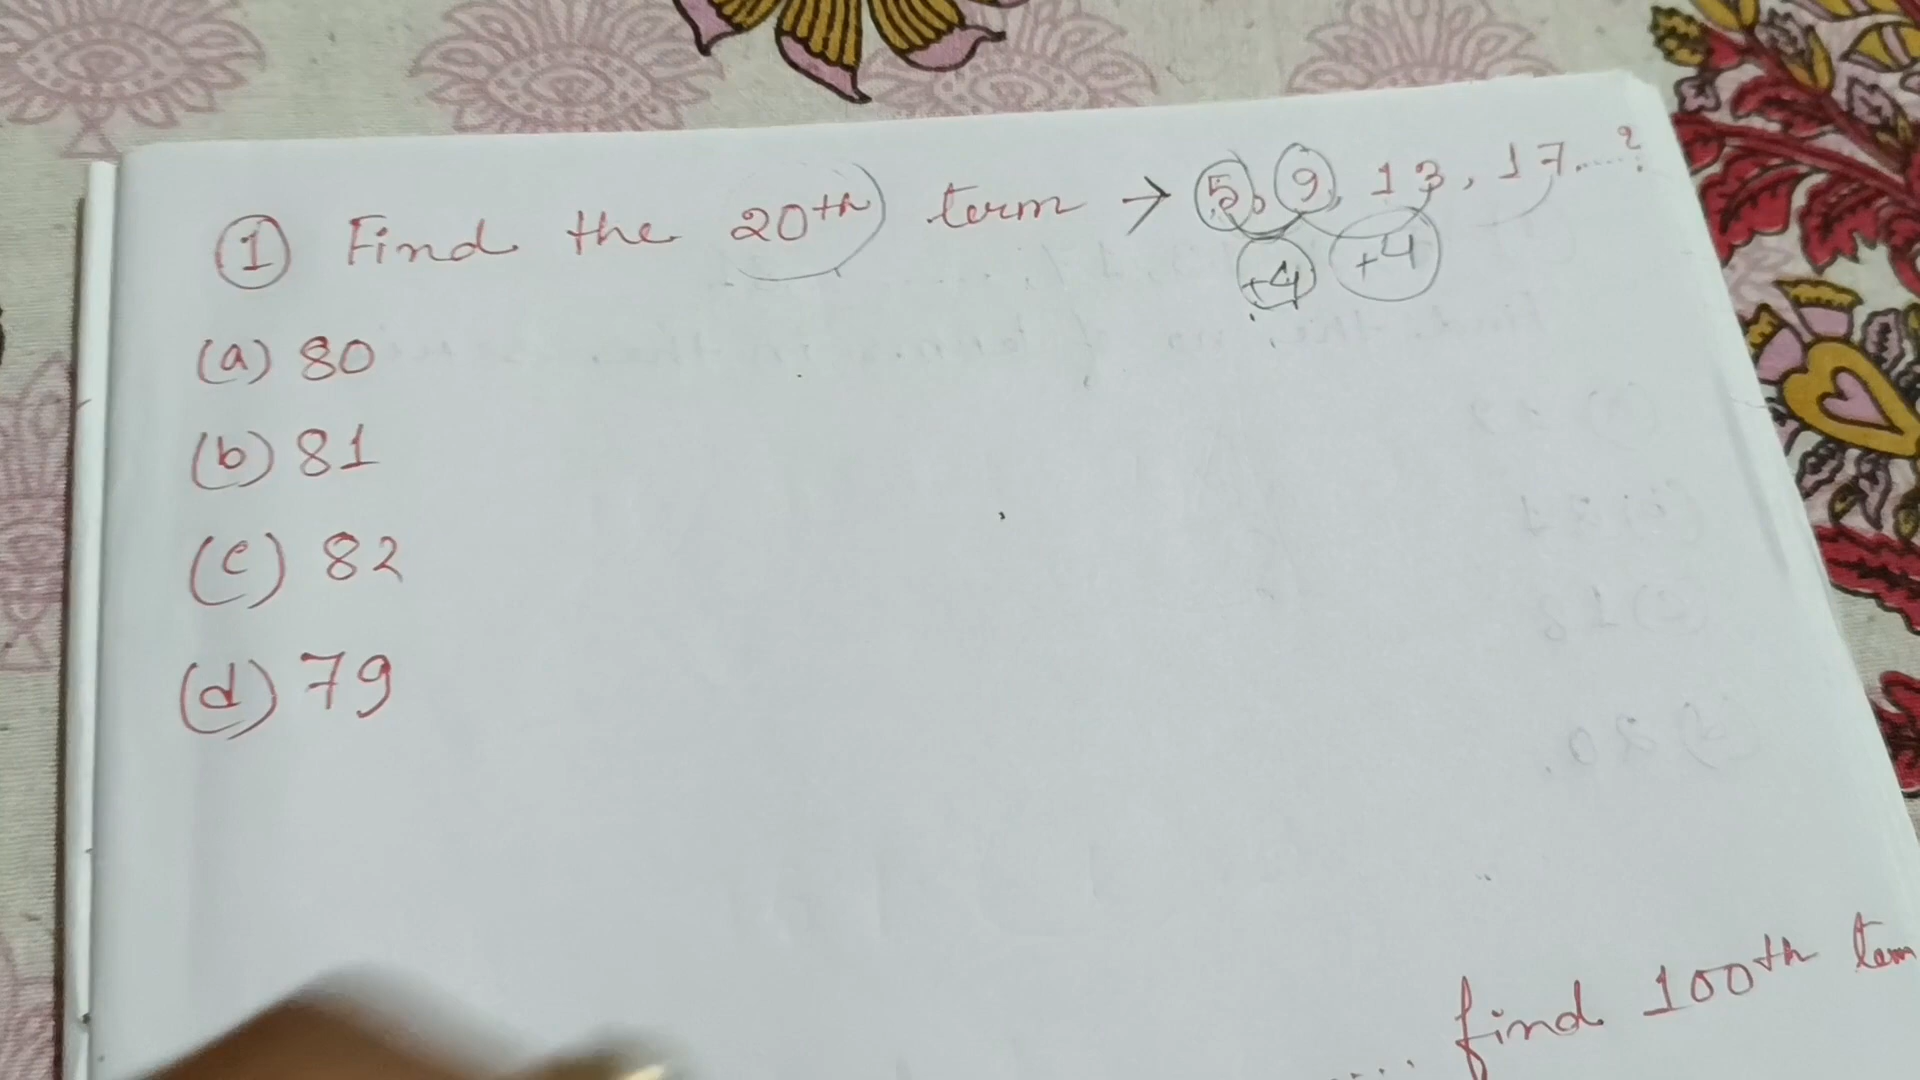 ① Find the 20th term → 5, 9, 13, 17.....?
+4 +4
(a) 80
(b) 81
(c) 82
(d) 79
.... find 100th term